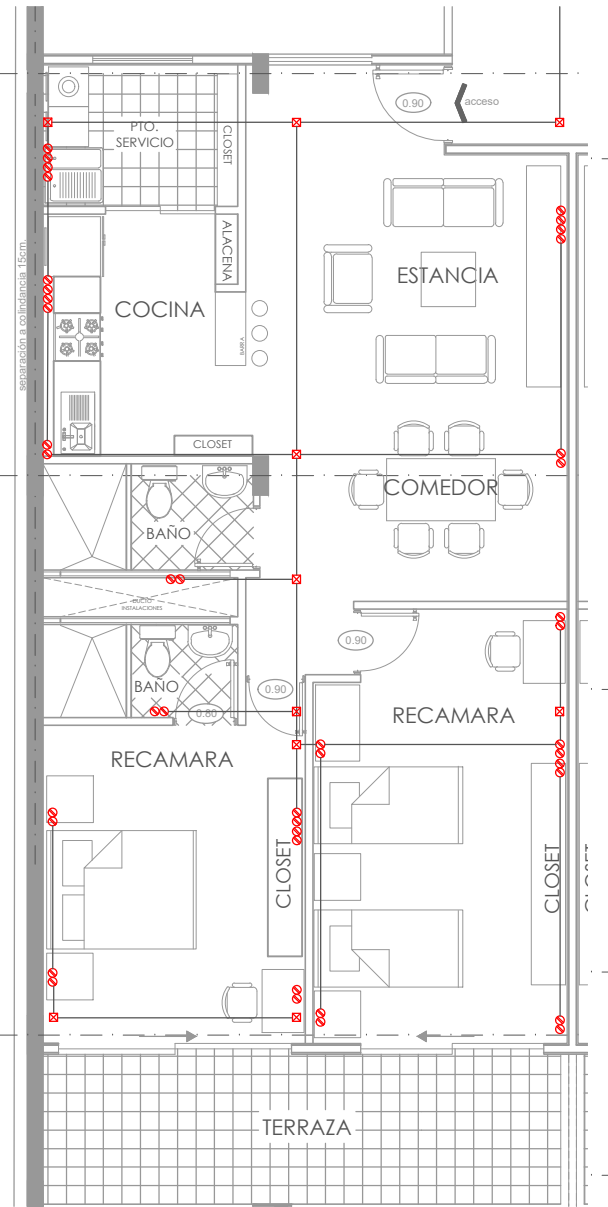 0.90
acceso
PTO.
SERVICIO
CLOSET
ALACENA
ESTANCIA
separación a colindancia 15cm.
COCINA
BARRA
CLOSET
COMEDOR
BAÑO
DUCTO
INSTALACIONES
0.90
BAÑO
0.90
0.80
RECAMARA
RECAMARA
CLOSET
CLOSET
CLOSET
TERRAZA